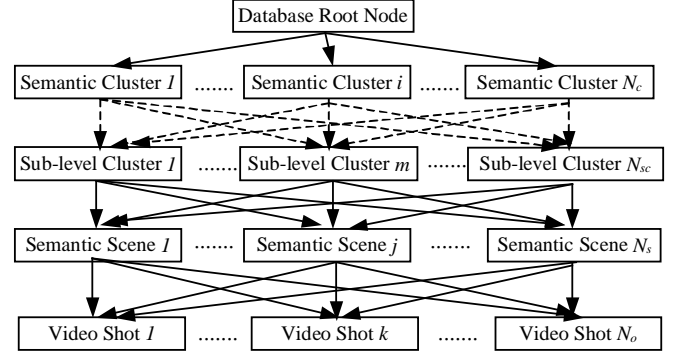 Database Root Node
Semantic Cluster 1 ....... Semantic Cluster i ....... Semantic Cluster Nc
Sub-level Cluster 1 ....... Sub-level Cluster m ....... Sub-level Cluster Nsc
Semantic Scene 1 ....... Semantic Scene j ....... Semantic Scene Ns
Video Shot 1 ....... Video Shot k ....... Video Shot No